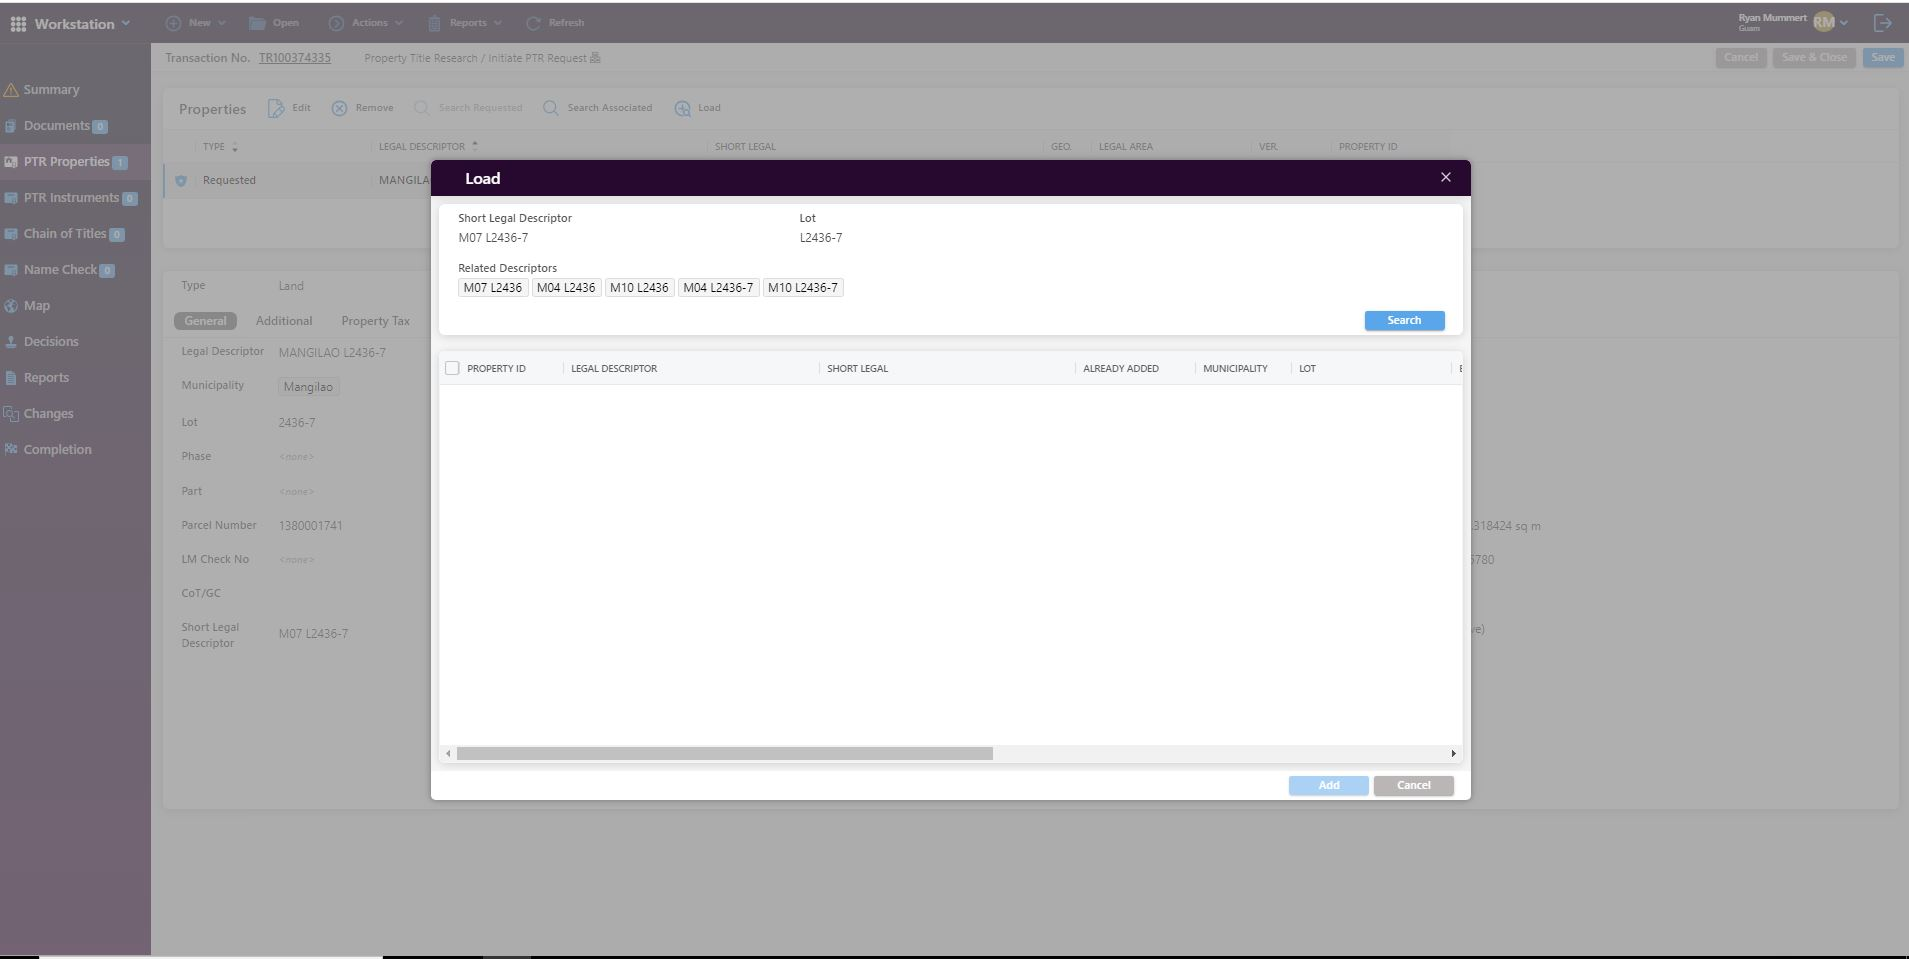 Workstation
New
Open
Actions
Reports
Refresh
Ryan Mummert
Guam
RM
Transaction No. TR100374335
Property Title Research / Initiate PTR Request
Cancel
Save & Close
Save
Summary
Documents 0
PTR Properties 1
PTR Instruments 0
Chain of Titles 0
Name Check 0
Map
Decisions
Reports
Changes
Completion
Properties
Edit
Remove
Search Requested
Search Associated
Load
TYPE
LEGAL DESCRIPTOR
SHORT LEGAL
GEO.
LEGAL AREA
VER.
PROPERTY ID
Requested
MANGILA
Type
Land
General
Additional
Property Tax
Legal Descriptor
MANGILAO L2436-7
Municipality
Mangilao
Lot
2436-7
Phase
<none>
Part
<none>
Parcel Number
1380001741
LM Check No
<none>
CoT/GC
Short Legal
Descriptor
M07 L2436-7
.318424 sq m
5780
ve)
Load
Short Legal Descriptor
M07 L2436-7
Lot
L2436-7
Related Descriptors
M07 L2436
M04 L2436
M10 L2436
M04 L2436-7
M10 L2436-7
Search
PROPERTY ID
LEGAL DESCRIPTOR
SHORT LEGAL
ALREADY ADDED
MUNICIPALITY
LOT
Add
Cancel